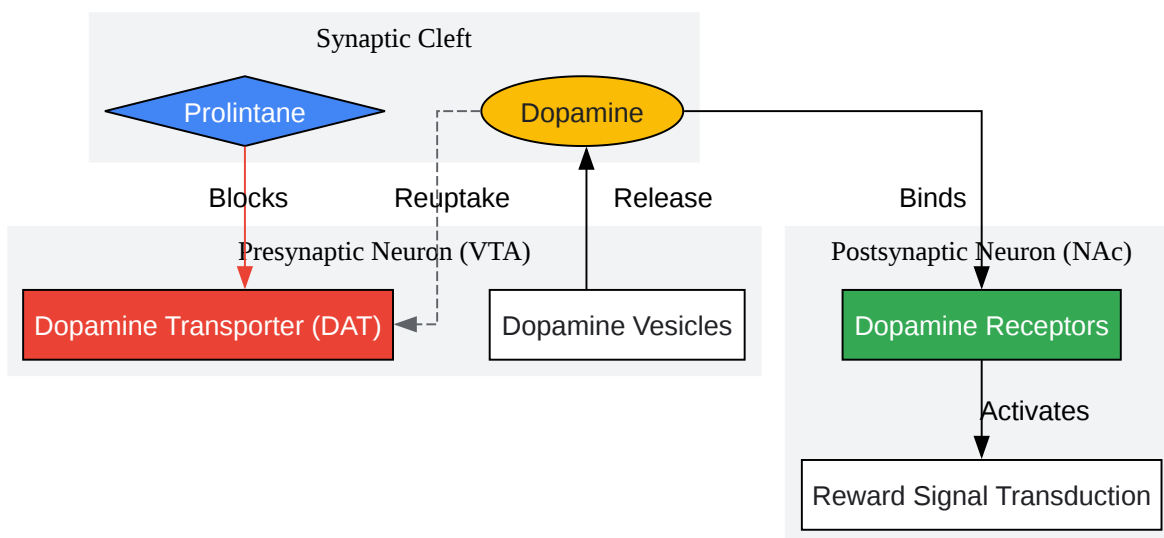 Synaptic Cleft
Prolintane
Dopamine
Blocks
Reuptake
Release
Binds
Presynaptic Neuron (VTA)
Postsynaptic Neuron (NAc)
Dopamine Transporter (DAT)
Dopamine Vesicles
Dopamine Receptors
Activates
Reward Signal Transduction